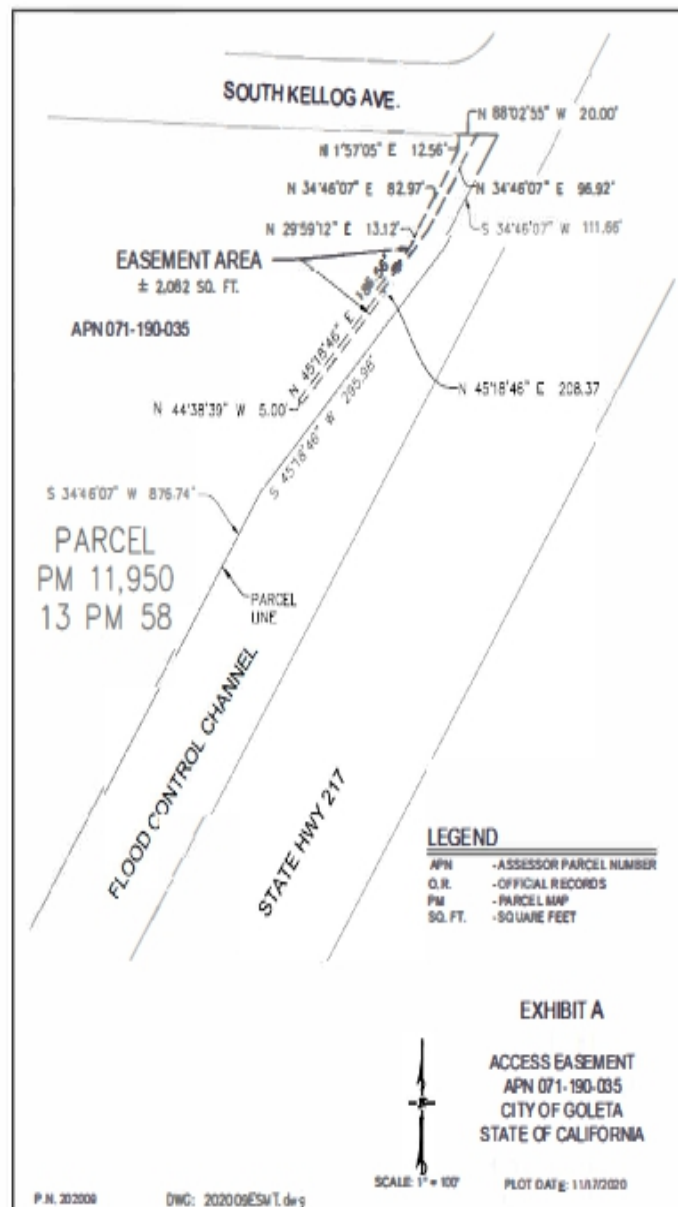 SOUTH KELLOG AVE.
N 88°02'55" W 20.00'
N 1°57'05" E 12.56'
N 34°46'07" E 82.97'
N 34°46'07" E 96.92'
N 29°59'12" E 13.12'
S 34°46'07" W 111.66'
EASEMENT AREA
± 2,082 SQ. FT.
APN 071-190-035
N 45°18'46" E
N 45°18'46" E 208.37
N 44°38'39" W 5.00'
S 45°18'46" W 295.96'
S 34°46'07" W 876.74'
PARCEL
PM 11,950
13 PM 58
PARCEL
LINE
FLOOD CONTROL CHANNEL
STATE HWY 217
LEGEND
APN - ASSESSOR PARCEL NUMBER
O.R. - OFFICIAL RECORDS
PM - PARCEL MAP
SQ. FT. - SQUARE FEET
EXHIBIT A
ACCESS EASEMENT
APN 071-190-035
CITY OF GOLETA
STATE OF CALIFORNIA
SCALE: 1" = 100'
PLOT DATE: 11/17/2020
P.N. 202009
DWG: 202009ESMT.dwg